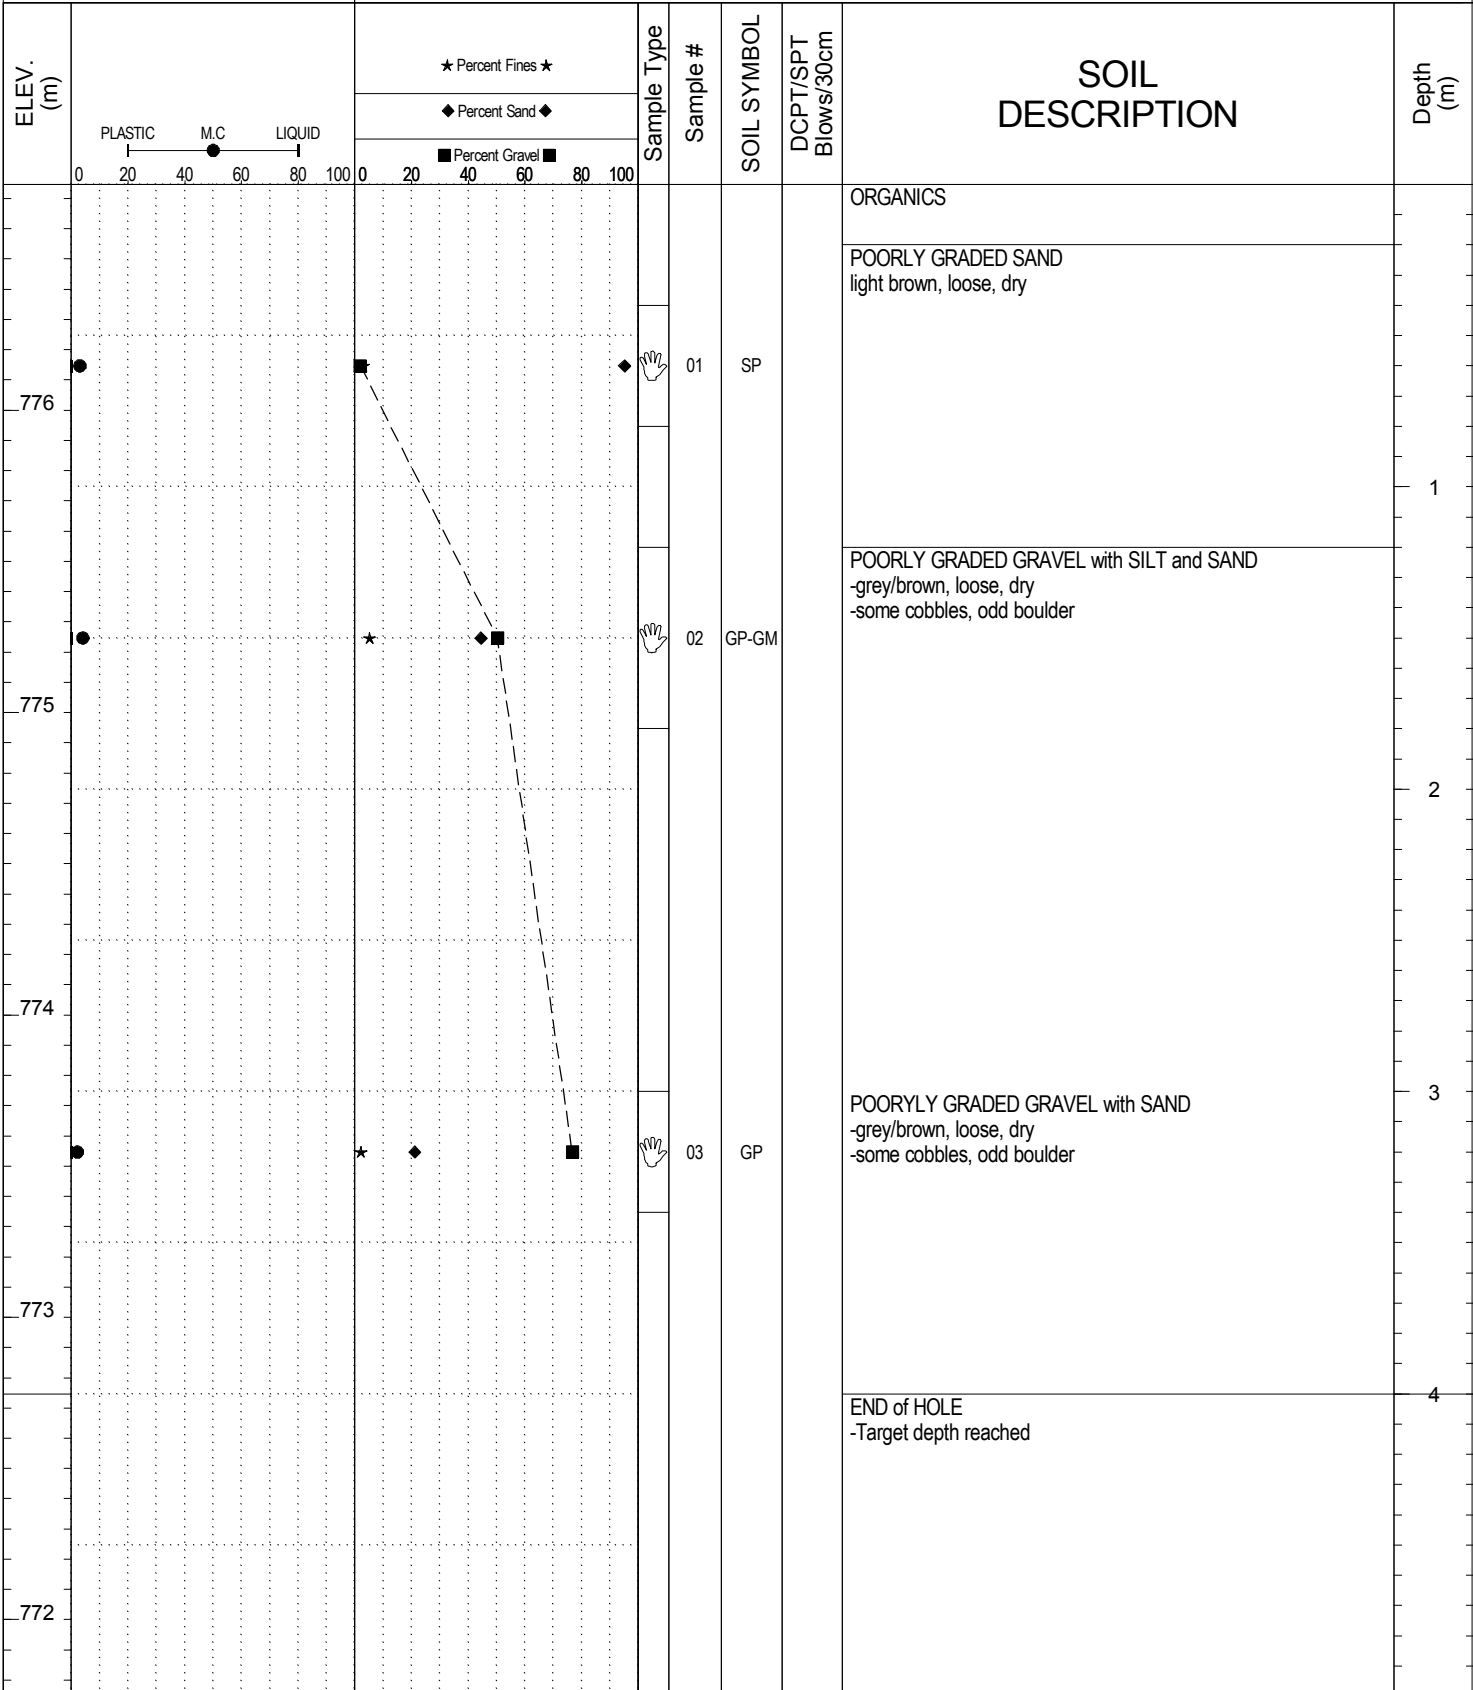 ELEV.
(m)
PLASTIC M.C LIQUID
0 20 40 60 80 100
★ Percent Fines ★
◆ Percent Sand ◆
■ Percent Gravel ■
0 20 40 60 80 100
Sample Type
Sample #
SOIL SYMBOL
DCPT/SPT
Blows/30cm
SOIL
DESCRIPTION
Depth
(m)
ORGANICS
POORLY GRADED SAND
light brown, loose, dry
01 SP
776
1
POORLY GRADED GRAVEL with SILT and SAND
-grey/brown, loose, dry
-some cobbles, odd boulder
02 GP-GM
775
2
774
3
POORYLY GRADED GRAVEL with SAND
-grey/brown, loose, dry
-some cobbles, odd boulder
03 GP
773
4
END of HOLE
-Target depth reached
772